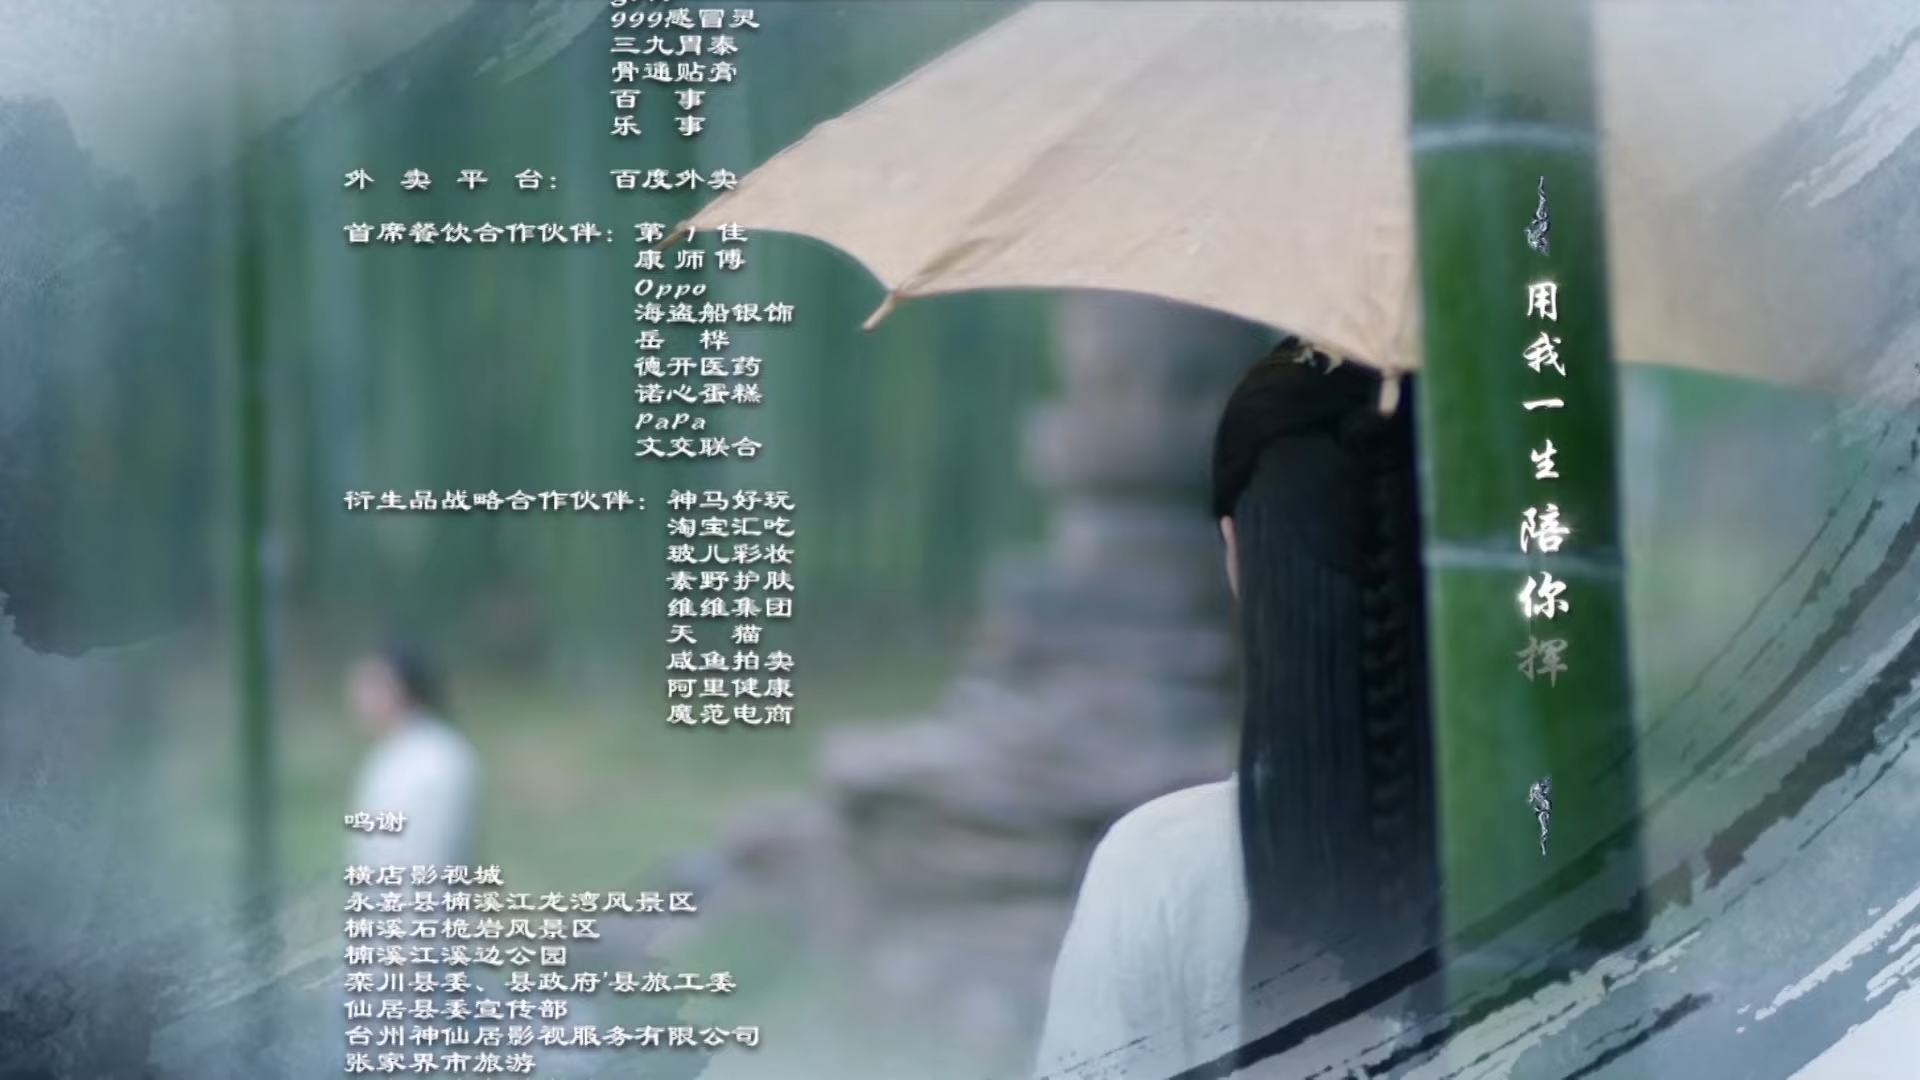 999感冒灵
三九胃泰
骨通贴膏
百 事
乐 事
外 卖 平 台： 百度外卖
首席餐饮合作伙伴：第 1 佳
康 师 傅
Oppo
海盗船银饰
岳 桦
德开医药
诺心蛋糕
PaPa
文交联合
衍生品战略合作伙伴：神马好玩
淘宝汇吃
玻儿彩妆
素野护肤
维维集团
天 猫
咸鱼拍卖
阿里健康
魔范电商
鸣谢
横店影视城
永嘉县楠溪江龙湾风景区
楠溪石桅岩风景区
楠溪江溪边公园
栾川县委、县政府'县旅工委
仙居县委宣传部
台州神仙居影视服务有限公司
张家界市旅游
用我一生陪你挥